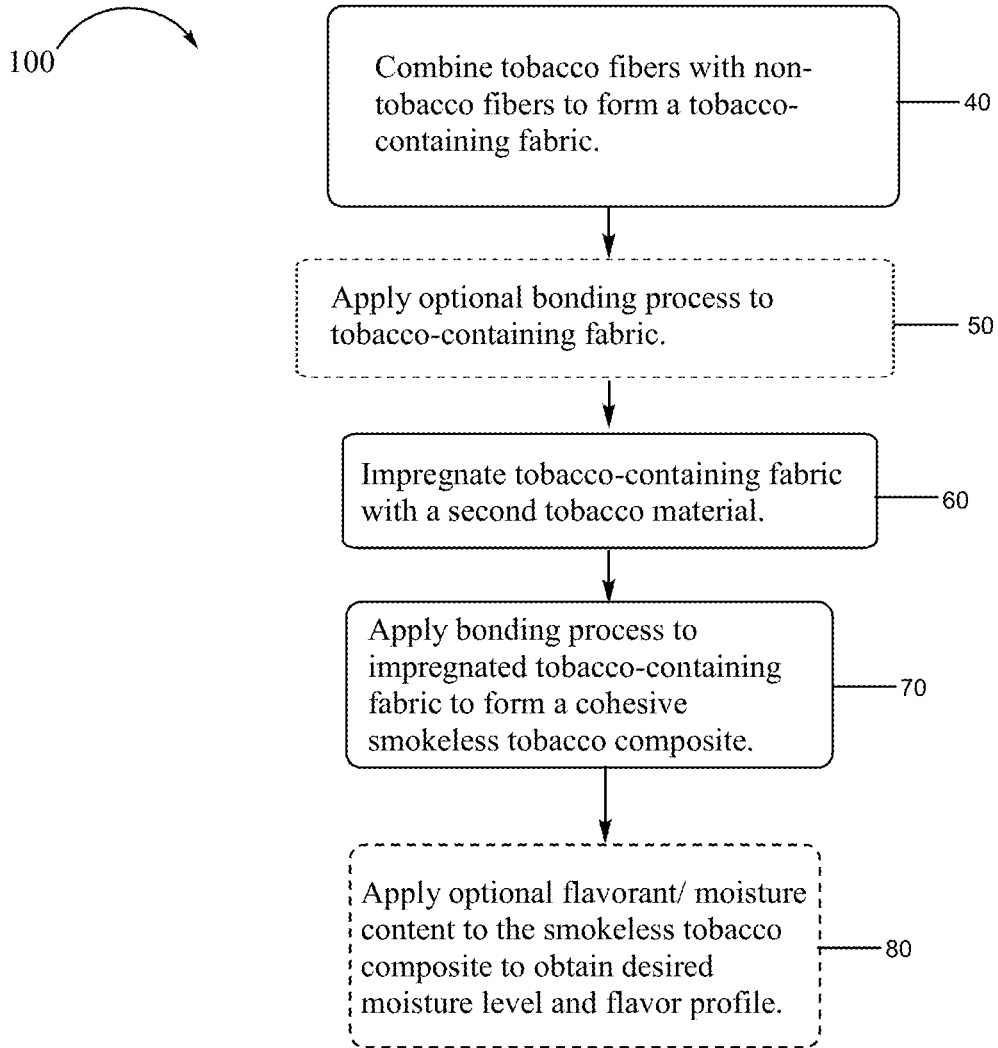 100
Combine tobacco fibers with non-
tobacco fibers to form a tobacco-
containing fabric.
40
Apply optional bonding process to
tobacco-containing fabric.
50
Impregnate tobacco-containing fabric
with a second tobacco material.
60
Apply bonding process to
impregnated tobacco-containing
fabric to form a cohesive
smokeless tobacco composite.
70
Apply optional flavorant/ moisture
content to the smokeless tobacco
composite to obtain desired
moisture level and flavor profile.
80